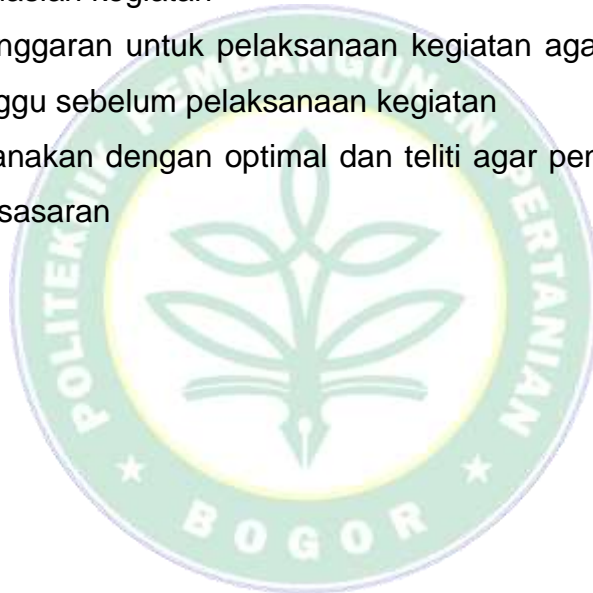 kegiatan
nggaran untuk pelaksanaan kegiatan aga
ggu sebelum pelaksanaan kegiatan
anakan dengan optimal dan teliti agar per
sasaran
POLITEKNIK PEMBANGUNAN PERTANIAN
BOGOR